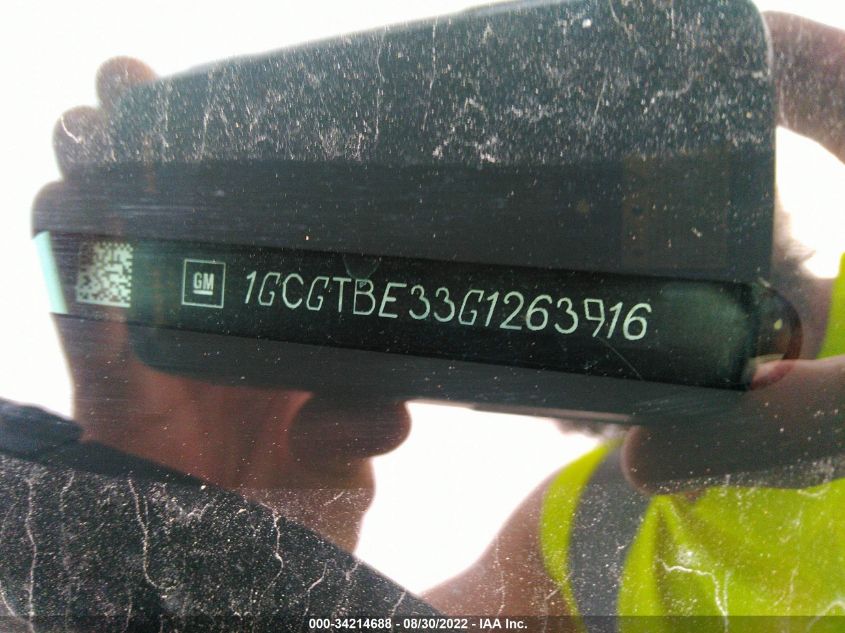 GM 1GCGTBE33G1263916
000-34214688 - 08/30/2022 - IAA Inc.